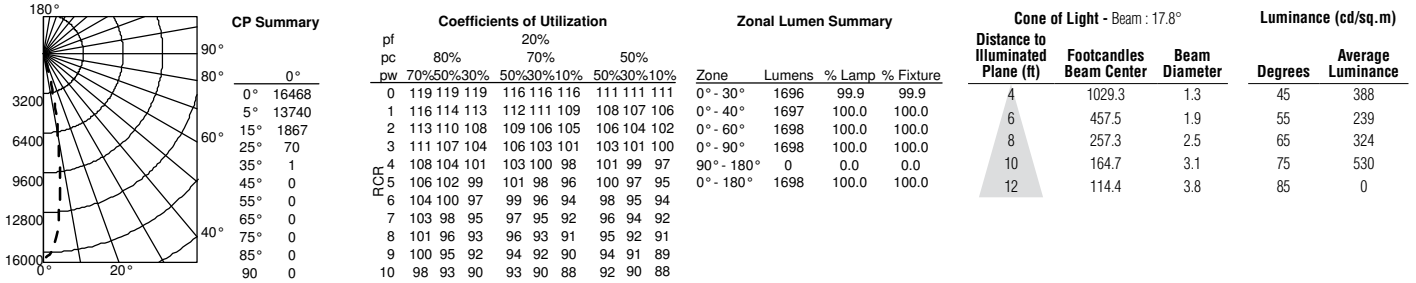 180°
90°
80°
60°
40°
20°
0°
3200
6400
9600
12800
16000
CP Summary
0°
0° 16468
5° 13740
15° 1867
25° 70
35° 1
45° 0
55° 0
65° 0
75° 0
85° 0
90 0
Coefficients of Utilization
pf 20%
pc 80% 70% 50%
pw 70%50%30% 50%30%10% 50%30%10%
RCR
0 119 119 119 116 116 116 111 111 111
1 116 114 113 112 111 109 108 107 106
2 113 110 108 109 106 105 106 104 102
3 111 107 104 106 103 101 103 101 100
4 108 104 101 103 100 98 101 99 97
5 106 102 99 101 98 96 100 97 95
6 104 100 97 99 96 94 98 95 94
7 103 98 95 97 95 92 96 94 92
8 101 96 93 96 93 91 95 92 91
9 100 95 92 94 92 90 94 91 89
10 98 93 90 93 90 88 92 90 88
Zonal Lumen Summary
Zone Lumens % Lamp % Fixture
0° - 30° 1696 99.9 99.9
0° - 40° 1697 100.0 100.0
0° - 60° 1698 100.0 100.0
0° - 90° 1698 100.0 100.0
90° - 180° 0 0.0 0.0
0° - 180° 1698 100.0 100.0
Cone of Light - Beam : 17.8°
Distance to
Illuminated Footcandles Beam
Plane (ft) Beam Center Diameter
4 1029.3 1.3
6 457.5 1.9
8 257.3 2.5
10 164.7 3.1
12 114.4 3.8
Luminance (cd/sq.m)
Average
Degrees Luminance
45 388
55 239
65 324
75 530
85 0